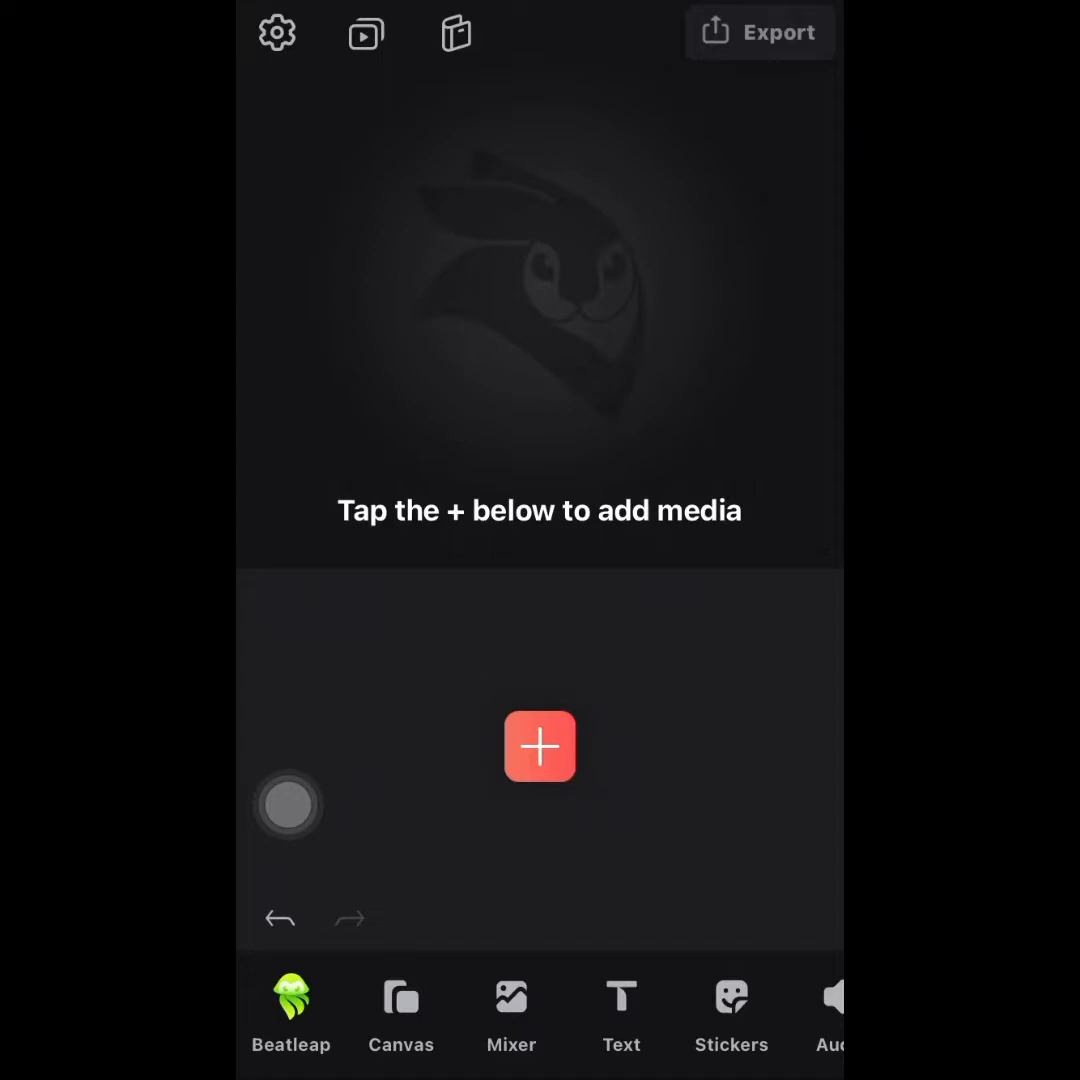 Export
Tap the + below to add media
Beatleap
Canvas
Mixer
Text
Stickers